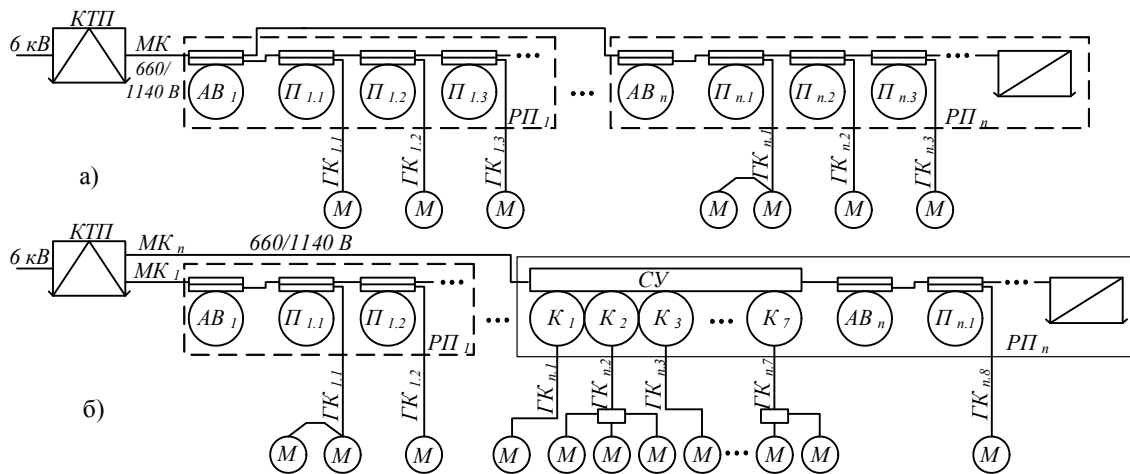 КТП
6 кВ
МК
660/
1140 В
АВ 1
П 1.1
П 1.2
П 1.3
...
РП 1
...
АВ n
П n.1
П n.2
П n.3
...
РП n
ГК 1.1
ГК 1.2
ГК 1.3
ГК n.1
ГК n.2
ГК n.3
а)
М
М
М
М
М
М
М
КТП
6 кВ
МК n
660/1140 В
МК 1
АВ 1
П 1.1
П 1.2
...
РП 1
...
СУ
К 1
К 2
К 3
...
К 7
АВ n
П n.1
...
РП n
ГК 1.1
ГК 1.2
ГК n.1
ГК n.2
ГК n.3
ГК n.7
ГК n.8
б)
М
М
М
М
М
М
М
М
...
М
М
М